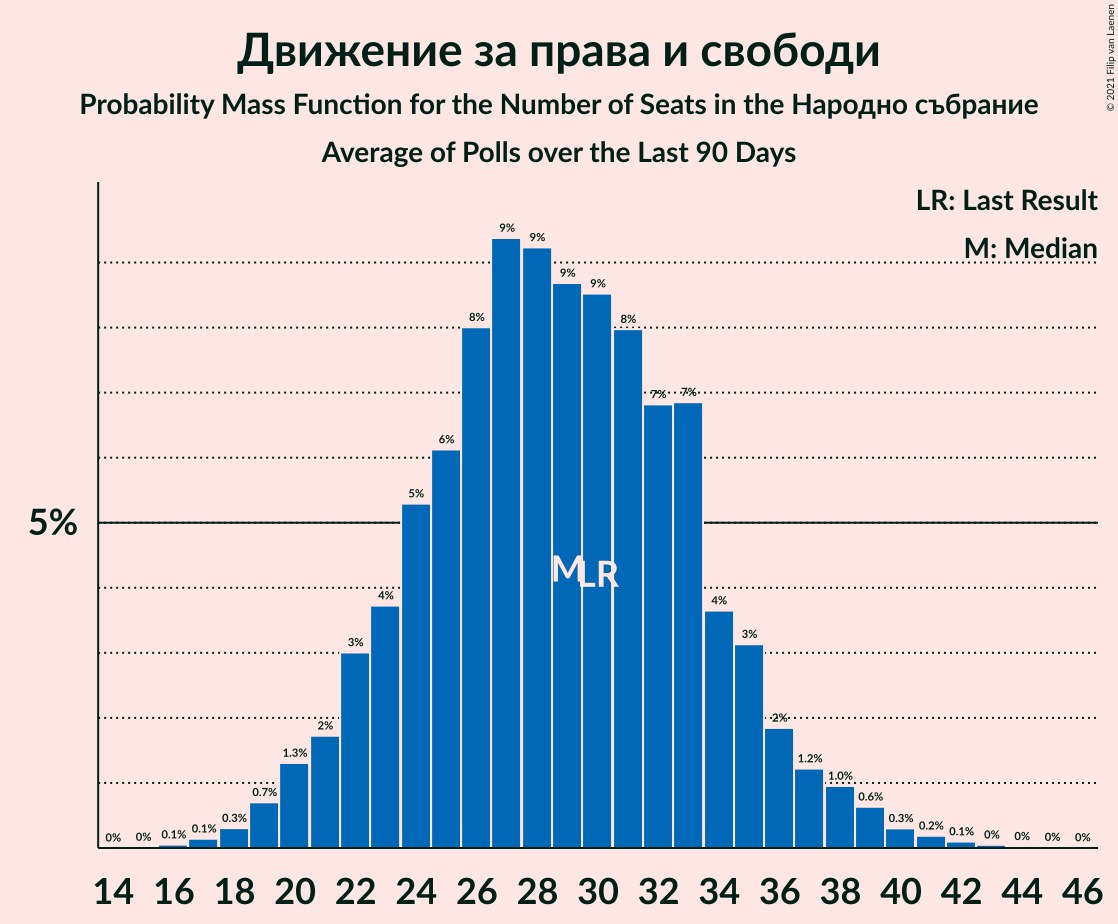 Движение за права и свободи
Probability Mass Function for the Number of Seats in the Народно събрание
Average of Polls over the Last 90 Days
© 2021 Filip van Laenen
LR: Last Result
M: Median
5%
0% 0% 0.1% 0.1% 0.3% 0.7% 1.3% 2% 3% 4% 5% 6% 8% 9% 9% 9% 9% 8% 7% 7% 4% 3% 2% 1.2% 1.0% 0.6% 0.3% 0.2% 0.1% 0% 0% 0% 0%
M LR
14 16 18 20 22 24 26 28 30 32 34 36 38 40 42 44 46